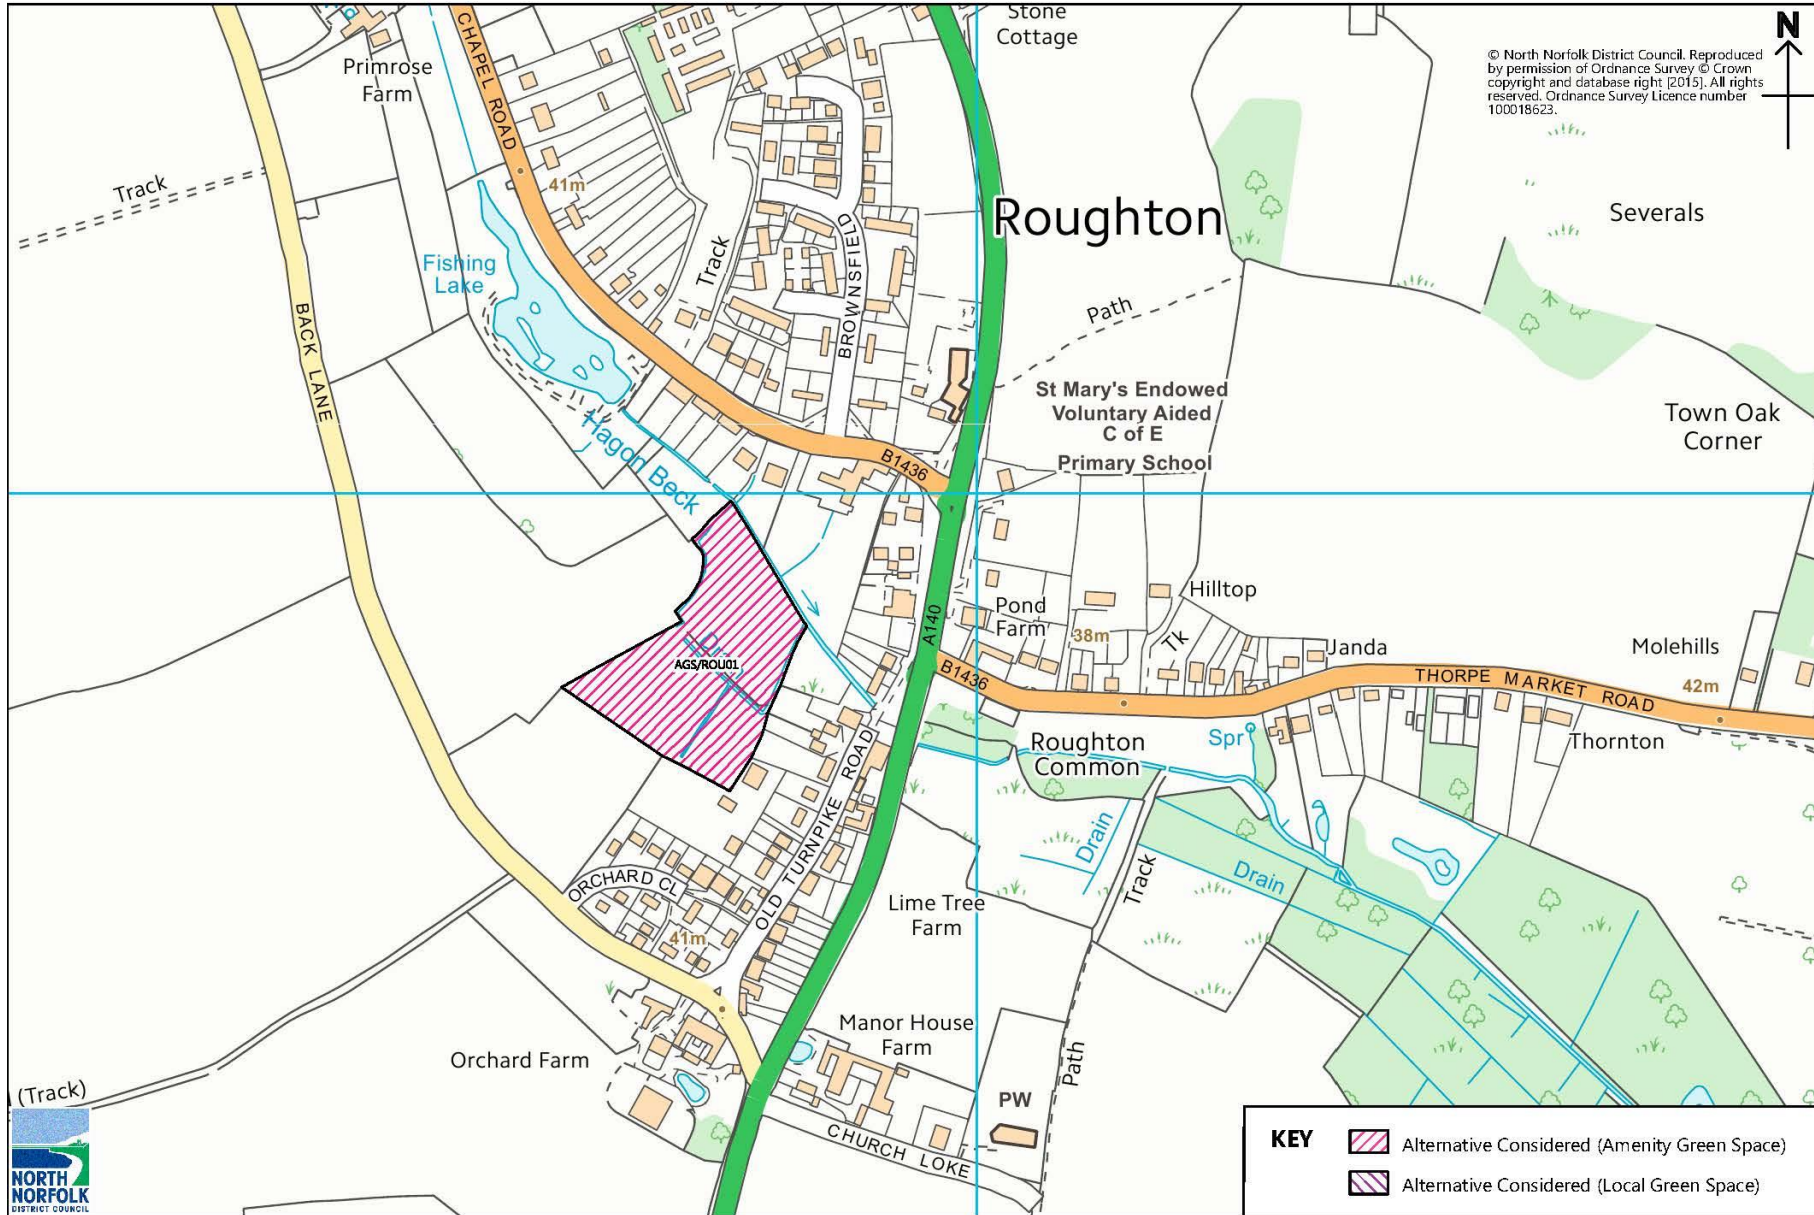 Stone
Cottage
N
© North Norfolk District Council. Reproduced
by permission of Ordnance Survey © Crown
copyright and database right [2015]. All rights
reserved. Ordnance Survey Licence number
100018623.
Primrose
Farm
CHAPEL ROAD
Track
41m
Roughton
Severals
Fishing
Lake
Track
BROWNSFIELD
Path
BACK LANE
St Mary's Endowed
Voluntary Aided
C of E
Primary School
Town Oak
Corner
Hagon Beck
B1436
Hilltop
Pond
Farm
A140
38m
Tk
Janda
Molehills
AGS/ROU01
B1436
THORPE MARKET ROAD
42m
Roughton
Common
Spr
Thornton
OLD TURNPIKE ROAD
Drain
Drain
Track
ORCHARD CL
Lime Tree
Farm
41m
Manor House
Farm
Orchard Farm
Path
(Track)
PW
CHURCH LOKE
KEY
Alternative Considered (Amenity Green Space)
Alternative Considered (Local Green Space)
NORTH
NORFOLK
DISTRICT COUNCIL